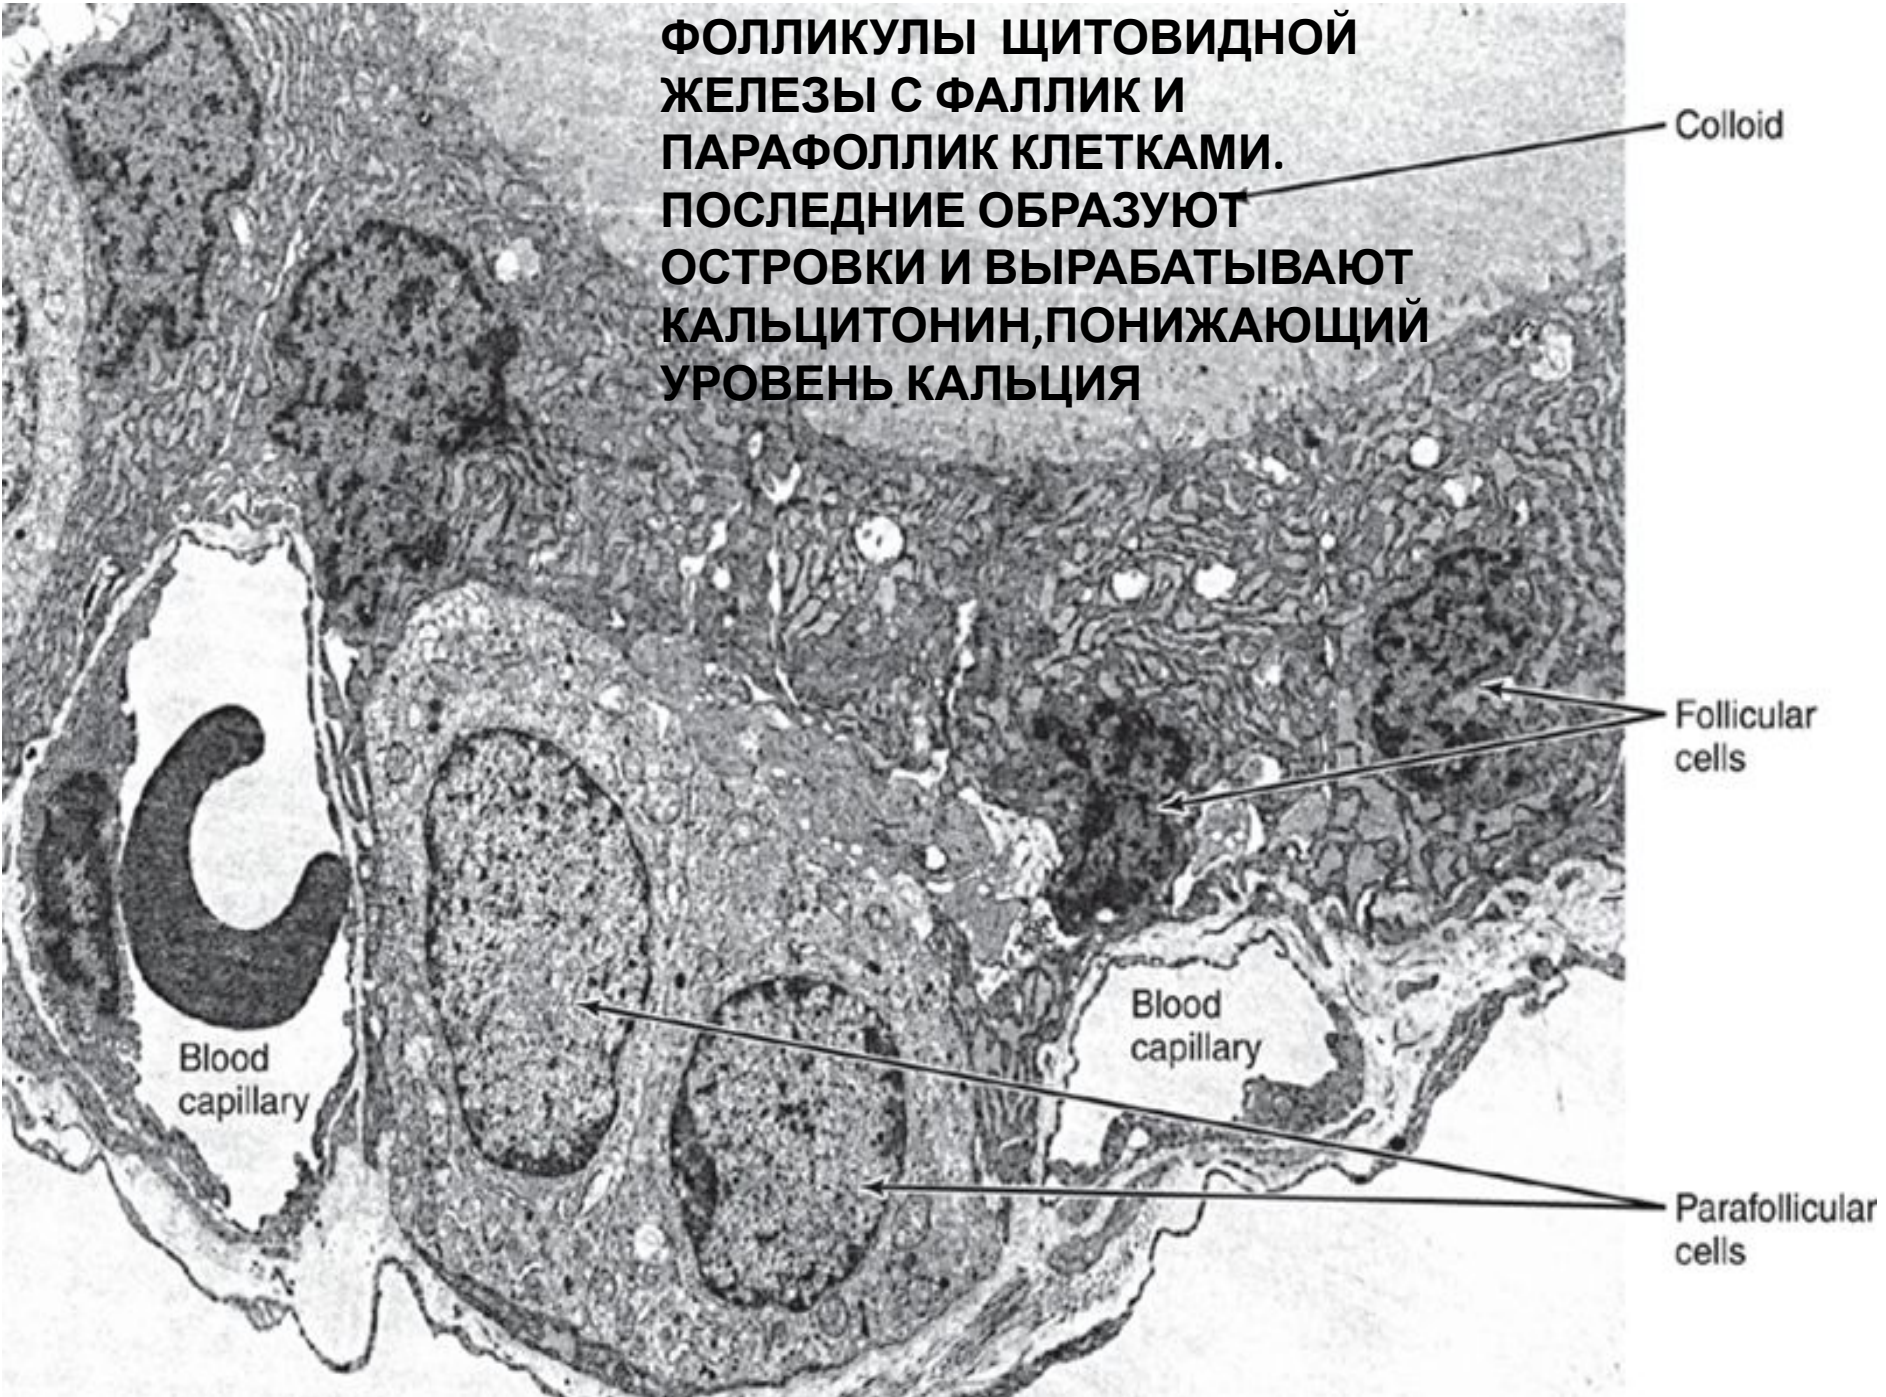 ФОЛЛИКУЛЫ ЩИТОВИДНОЙ
ЖЕЛЕЗЫ С ФАЛЛИК И
ПАРАФОЛЛИК КЛЕТКАМИ.
ПОСЛЕДНИЕ ОБРАЗУЮТ
ОСТРОВКИ И ВЫРАБАТЫВАЮТ
КАЛЬЦИТОНИН,ПОНИЖАЮЩИЙ
УРОВЕНЬ КАЛЬЦИЯ
Colloid
Follicular
cells
Blood
capillary
Blood
capillary
Parafollicular
cells